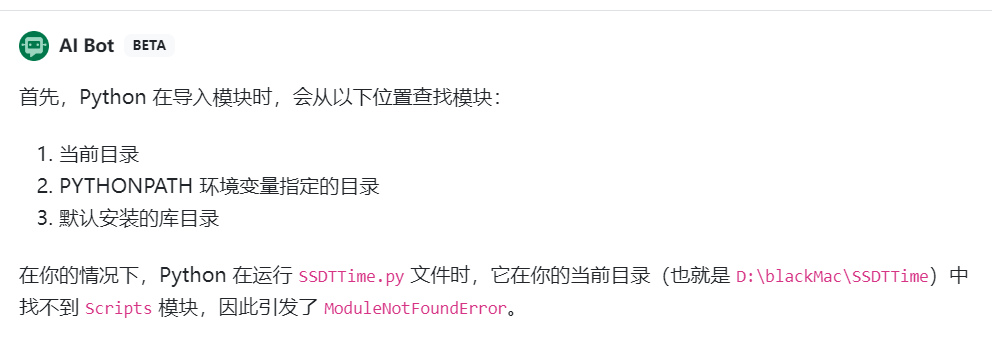 AI Bot BETA
首先，Python 在导入模块时，会从以下位置查找模块：
1. 当前目录
2. PYTHONPATH 环境变量指定的目录
3. 默认安装的库目录
在你的情况下，Python 在运行 SSDTTime.py 文件时，它在你的当前目录（也就是 D:\blackMac\SSDTTime）中
找不到 Scripts 模块，因此引发了 ModuleNotFoundError。